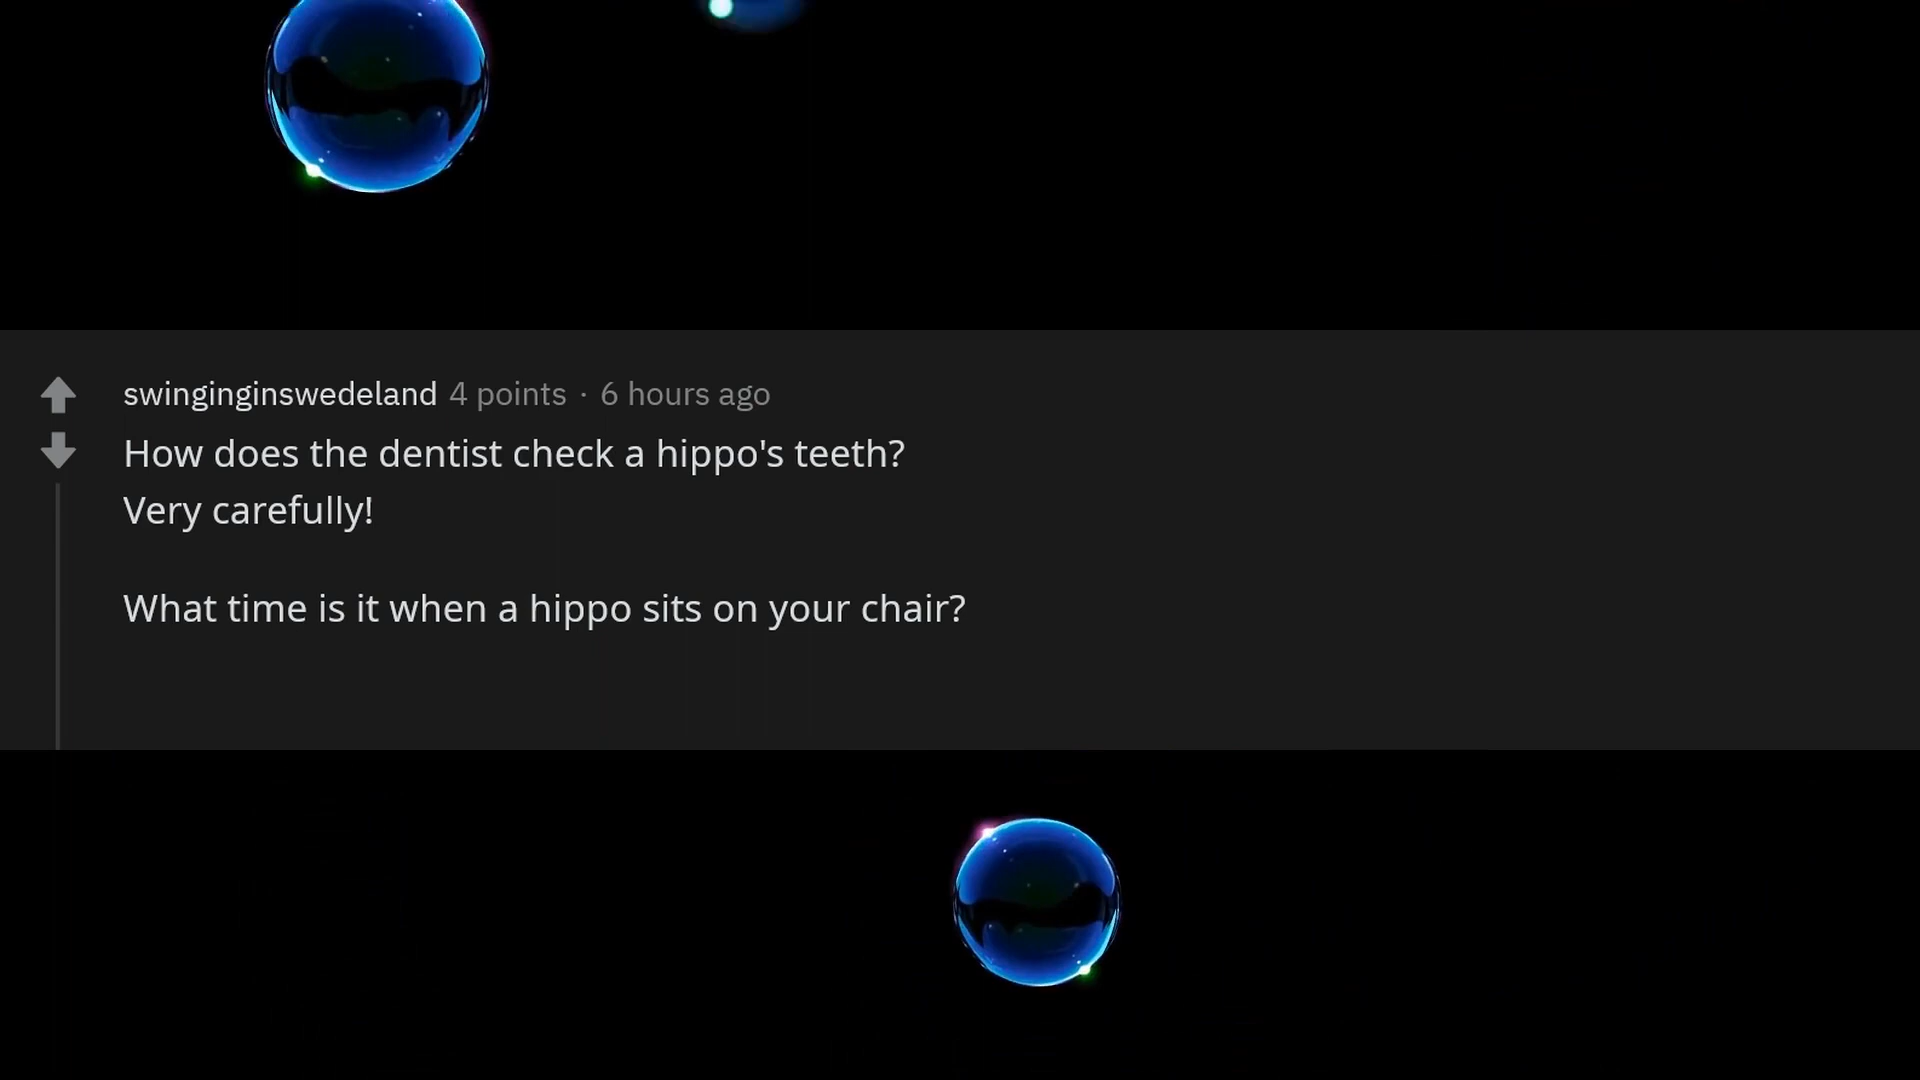 swinginginswedeland 4 points · 6 hours ago
How does the dentist check a hippo's teeth?
Very carefully!
What time is it when a hippo sits on your chair?